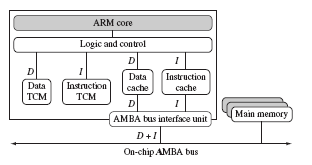 ARM core
Logic and control
D I D I
Data
TCM
Instruction
TCM
Data
cache
Instruction
cache
D I
AMBA bus interface unit
Main memory
D + I
On-chip AMBA bus